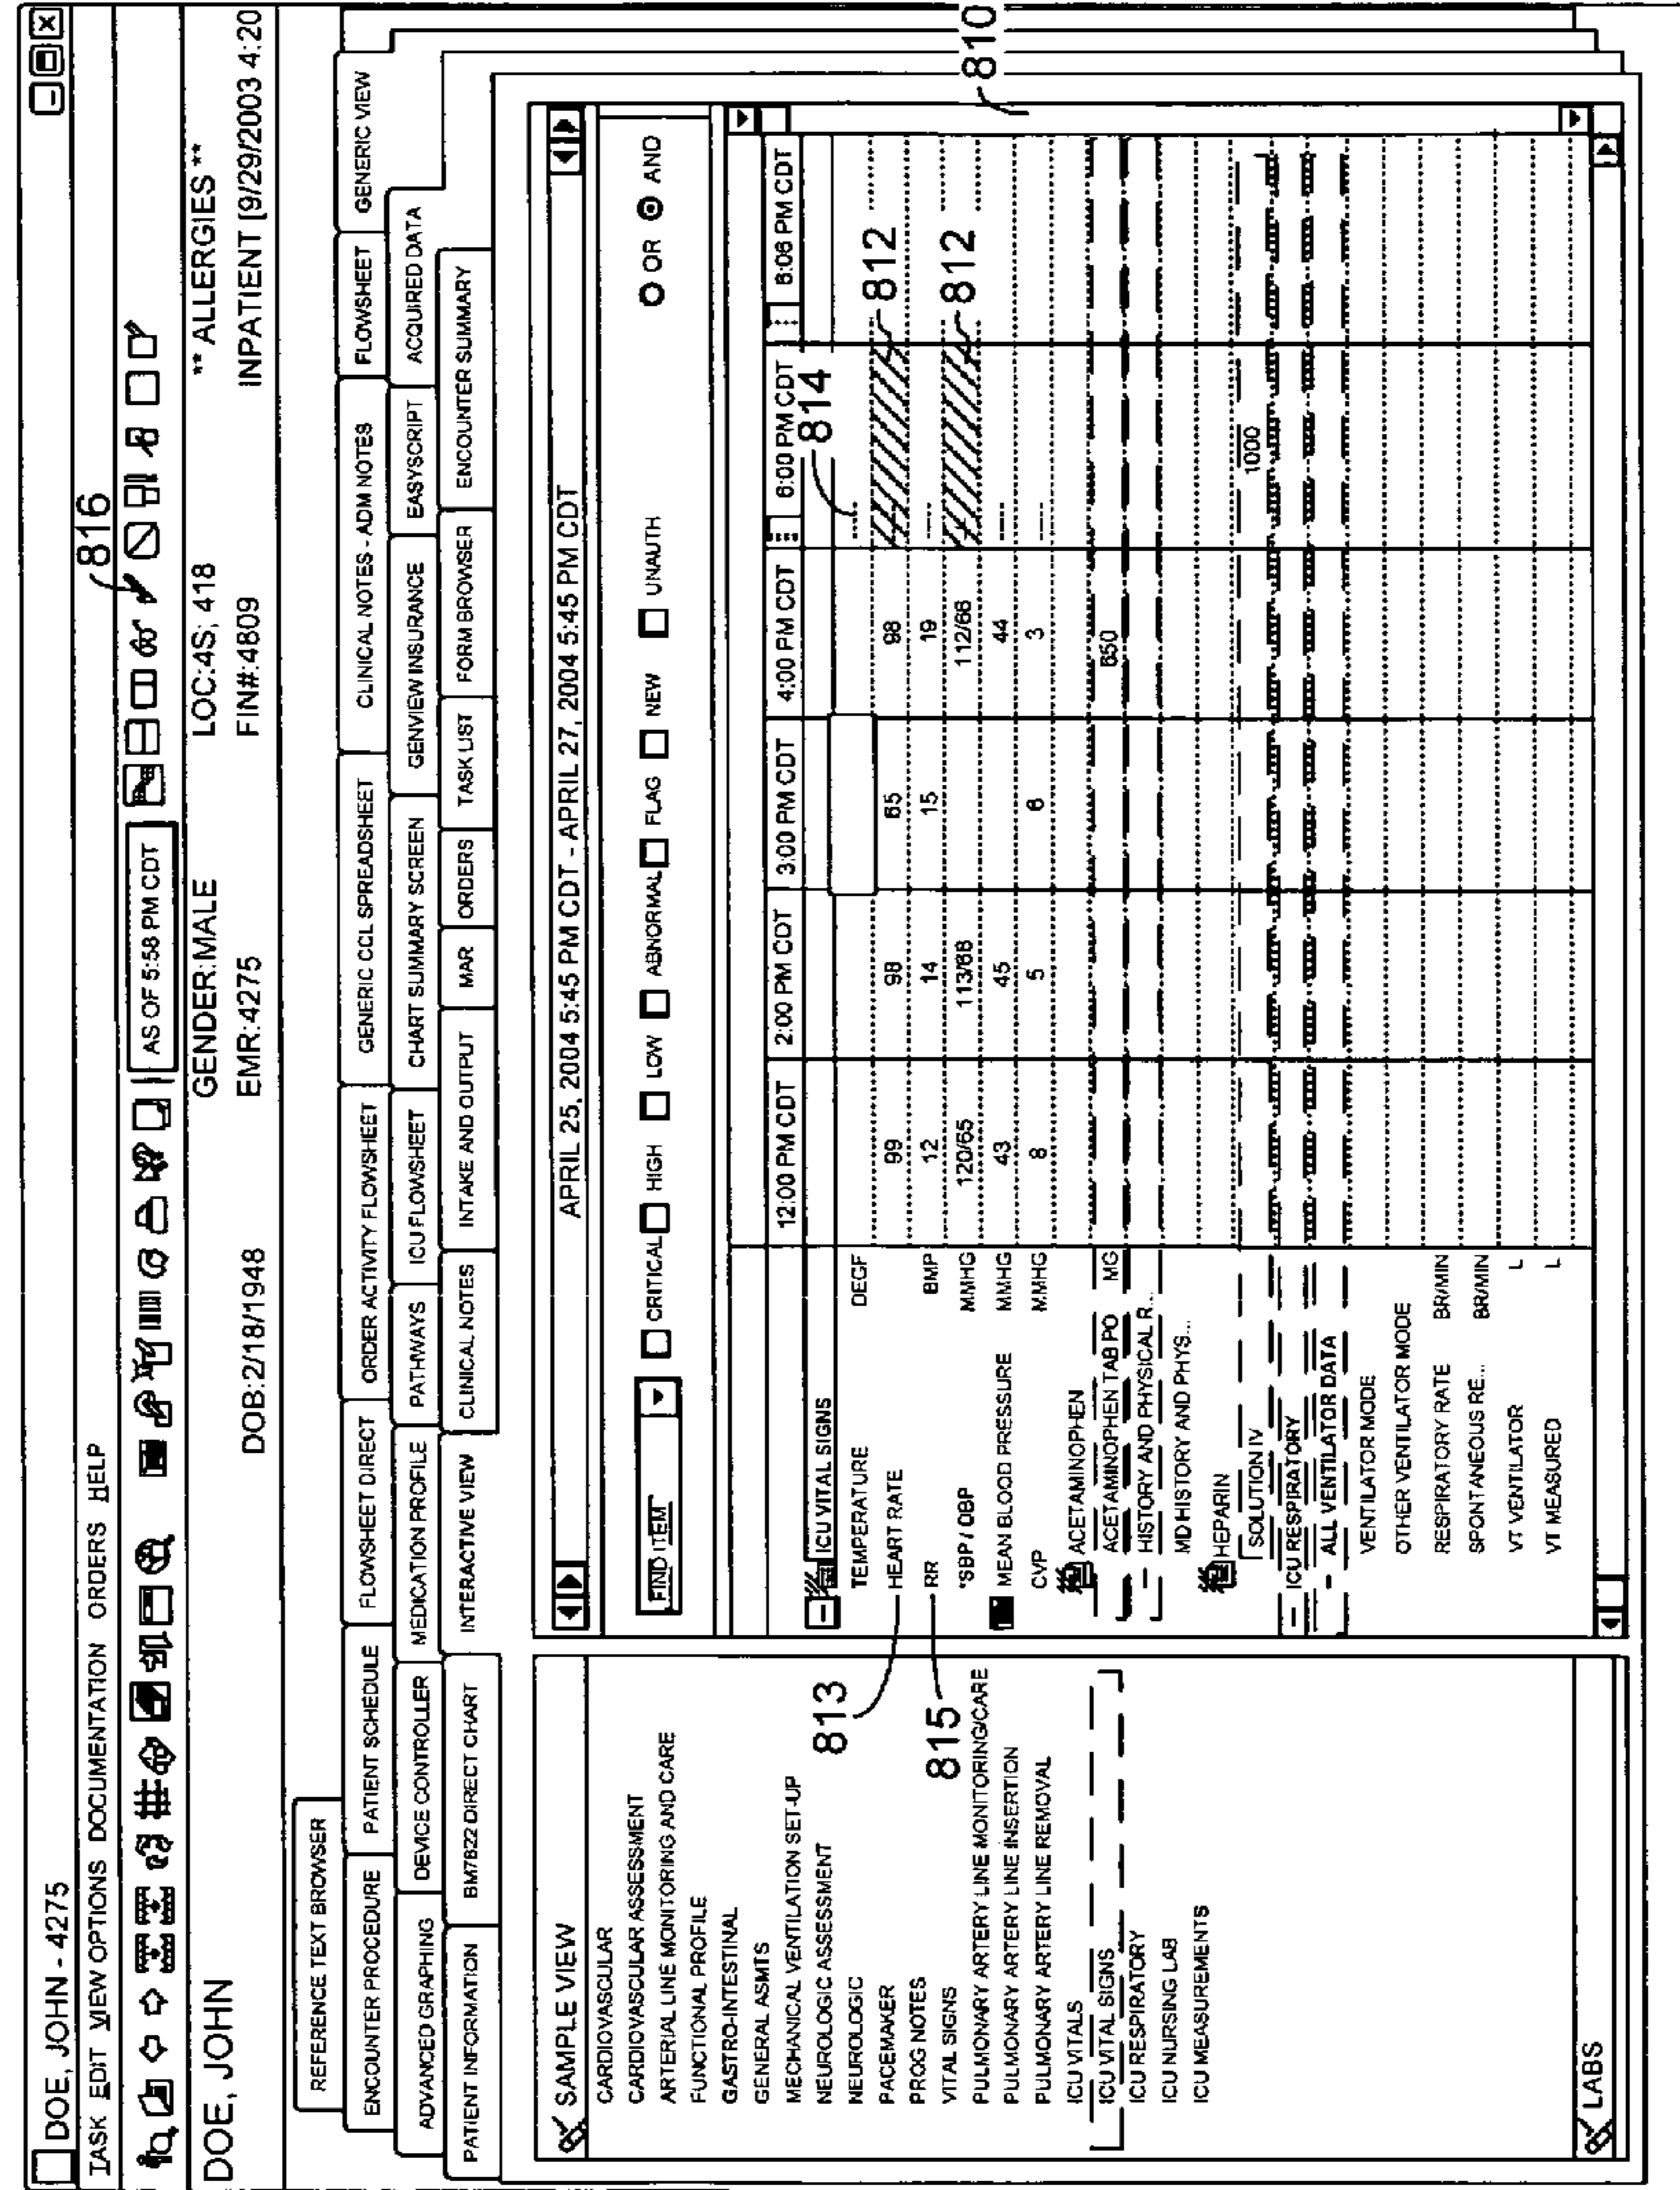 DOE, JOHN - 4275
TASK EDIT VIEW OPTIONS DOCUMENTATION ORDERS HELP
816
AS OF 5:58 PM CDT
DOE, JOHN GENDER:MALE LOC:4S; 418 ** ALLERGIES **
DOB:2/18/1948 EMR:4275 FIN#:4809 INPATIENT [9/29/2003 4:20
REFERENCE TEXT BROWSER
ENCOUNTER PROCEDURE PATIENT SCHEDULE FLOWSHEET DIRECT ORDER ACTIVITY FLOWSHEET GENERIC CCL SPREADSHEET CLINICAL NOTES - ADM NOTES FLOWSHEET GENERIC VIEW
ADVANCED GRAPHING DEVICE CONTROLLER MEDICATION PROFILE PATHWAYS ICU FLOWSHEET CHART SUMMARY SCREEN GENVIEW INSURANCE EASYSCRIPT ACQUIRED DATA
PATIENT INFORMATION BM7B22 DIRECT CHART INTERACTIVE VIEW CLINICAL NOTES INTAKE AND OUTPUT MAR ORDERS TASK LIST FORM BROWSER ENCOUNTER SUMMARY
SAMPLE VIEW
CARDIOVASCULAR
CARDIOVASCULAR ASSESSMENT
ARTERIAL LINE MONITORING AND CARE
FUNCTIONAL PROFILE
GASTRO-INTESTINAL
GENERAL ASMTS
MECHANICAL VENTILATION SET-UP
NEUROLOGIC ASSESSMENT
NEUROLOGIC
PACEMAKER
PROG NOTES
VITAL SIGNS
PULMONARY ARTERY LINE MONITORING/CARE
PULMONARY ARTERY LINE INSERTION
PULMONARY ARTERY LINE REMOVAL
ICU VITALS
ICU VITAL SIGNS
ICU RESPIRATORY
ICU NURSING LAB
ICU MEASUREMENTS
LABS
813
815
APRIL 25, 2004 5:45 PM CDT - APRIL 27, 2004 5:45 PM CDT
FIND ITEM CRITICAL HIGH LOW ABNORMAL FLAG NEW UNAUTH OR AND
12:00 PM CDT 2:00 PM CDT 3:00 PM CDT 4:00 PM CDT 6:00 PM CDT 8:08 PM CDT
ICU VITAL SIGNS 814
TEMPERATURE DEGF
HEART RATE 99 98 65 98 812
RR BMP 12 14 15 19
*SBP / DBP MMHG 120/65 113/68 112/66 812
MEAN BLOOD PRESSURE MMHG 43 45 44
CVP MMHG 8 5 6 3
810
ACETAMINOPHEN
ACETAMINOPHEN TAB PO MG 650
HISTORY AND PHYSICAL R...
MD HISTORY AND PHYS...
HEPARIN
SOLUTION IV 1000
ICU RESPIRATORY
ALL VENTILATOR DATA
VENTILATOR MODE
OTHER VENTILATOR MODE
RESPIRATORY RATE BR/MIN
SPONTANEOUS RE... BR/MIN
VT VENTILATOR L
VT MEASURED L